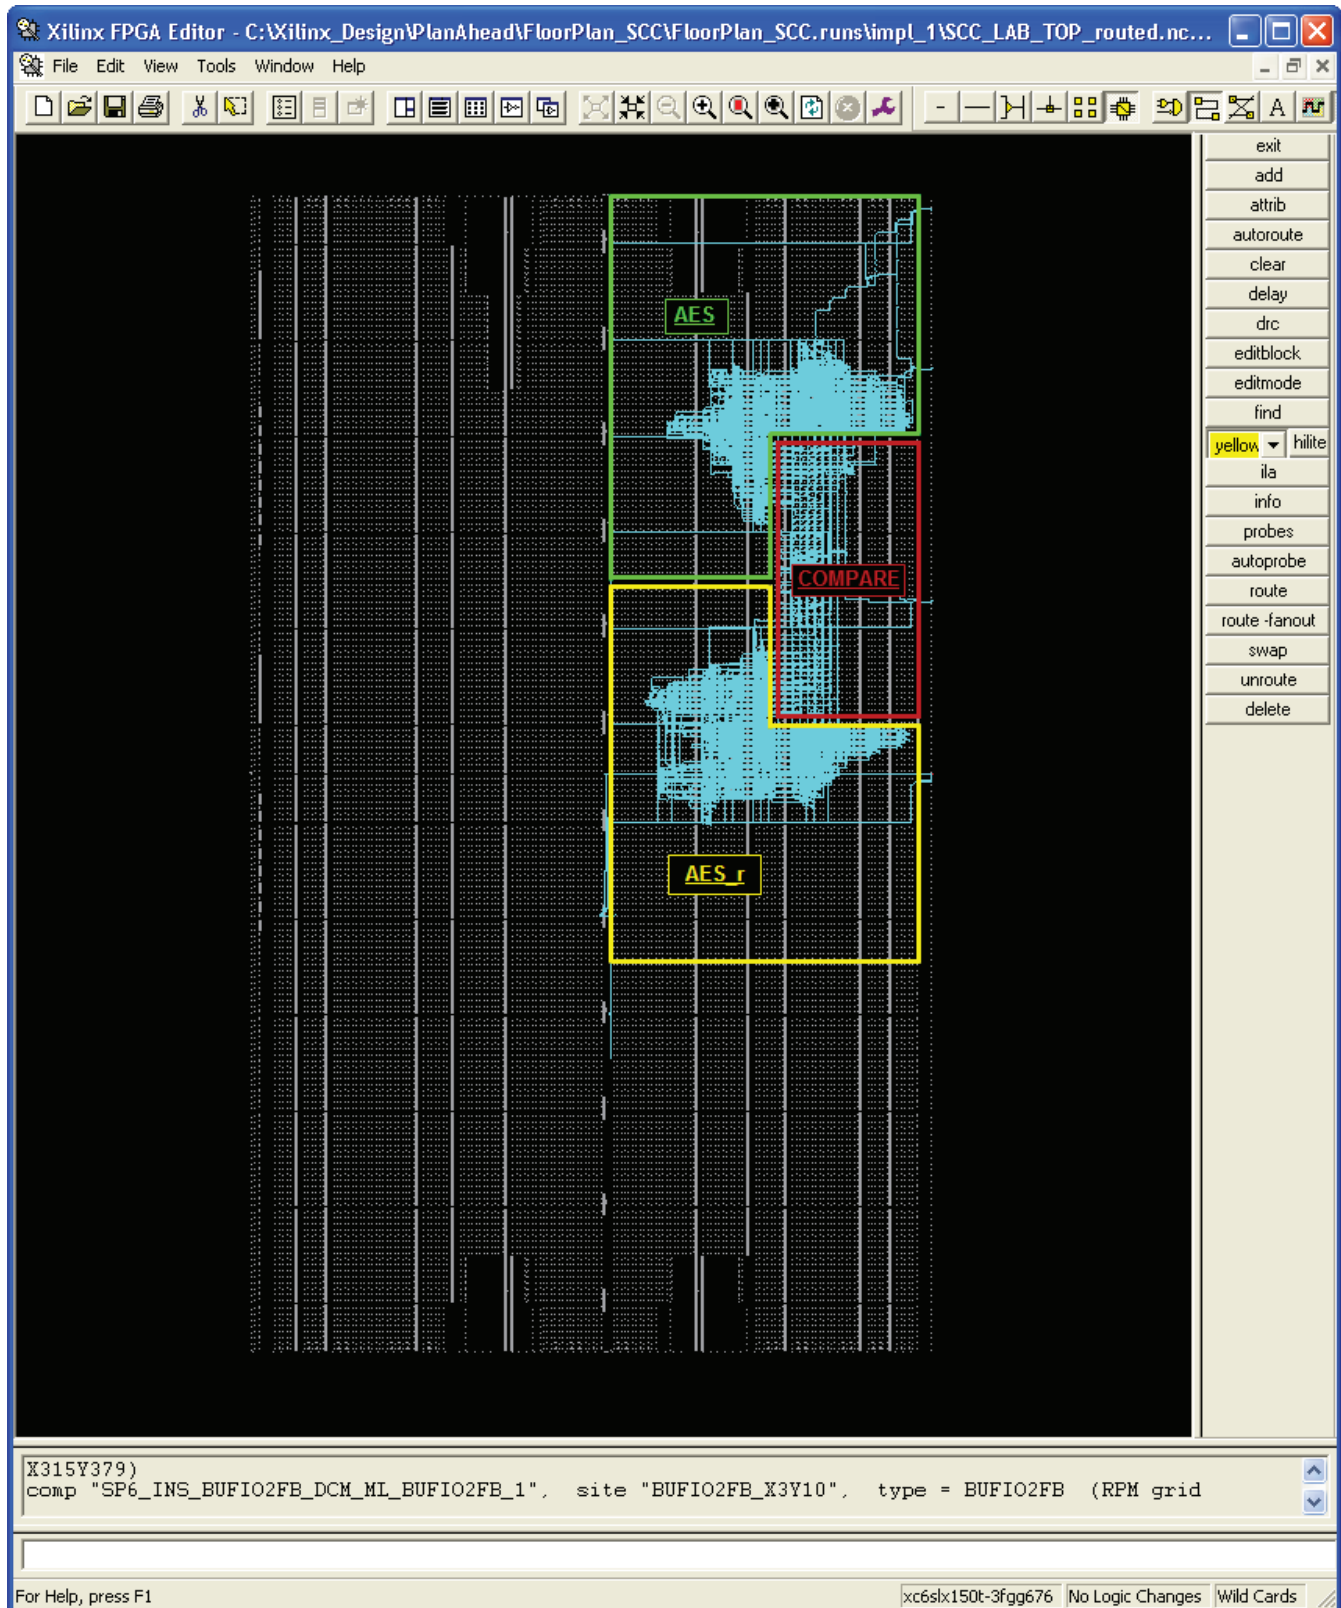 Xilinx FPGA Editor - C:\Xilinx_Design\PlanAhead\FloorPlan_SCC\FloorPlan_SCC.runs\impl_1\SCC_LAB_TOP_routed.nc...
File Edit View Tools Window Help
A
exit
add
attrib
autoroute
clear
delay
drc
editblock
editmode
find
yellow hilite
ila
info
probes
autoprobe
route
route -fanout
swap
unroute
delete
AES
COMPARE
AES_r
X315Y379)
comp "SP6_INS_BUFIO2FB_DCM_ML_BUFIO2FB_1", site "BUFIO2FB_X3Y10", type = BUFIO2FB (RPM grid
For Help, press F1
xc6slx150t-3fgg676 No Logic Changes Wild Cards